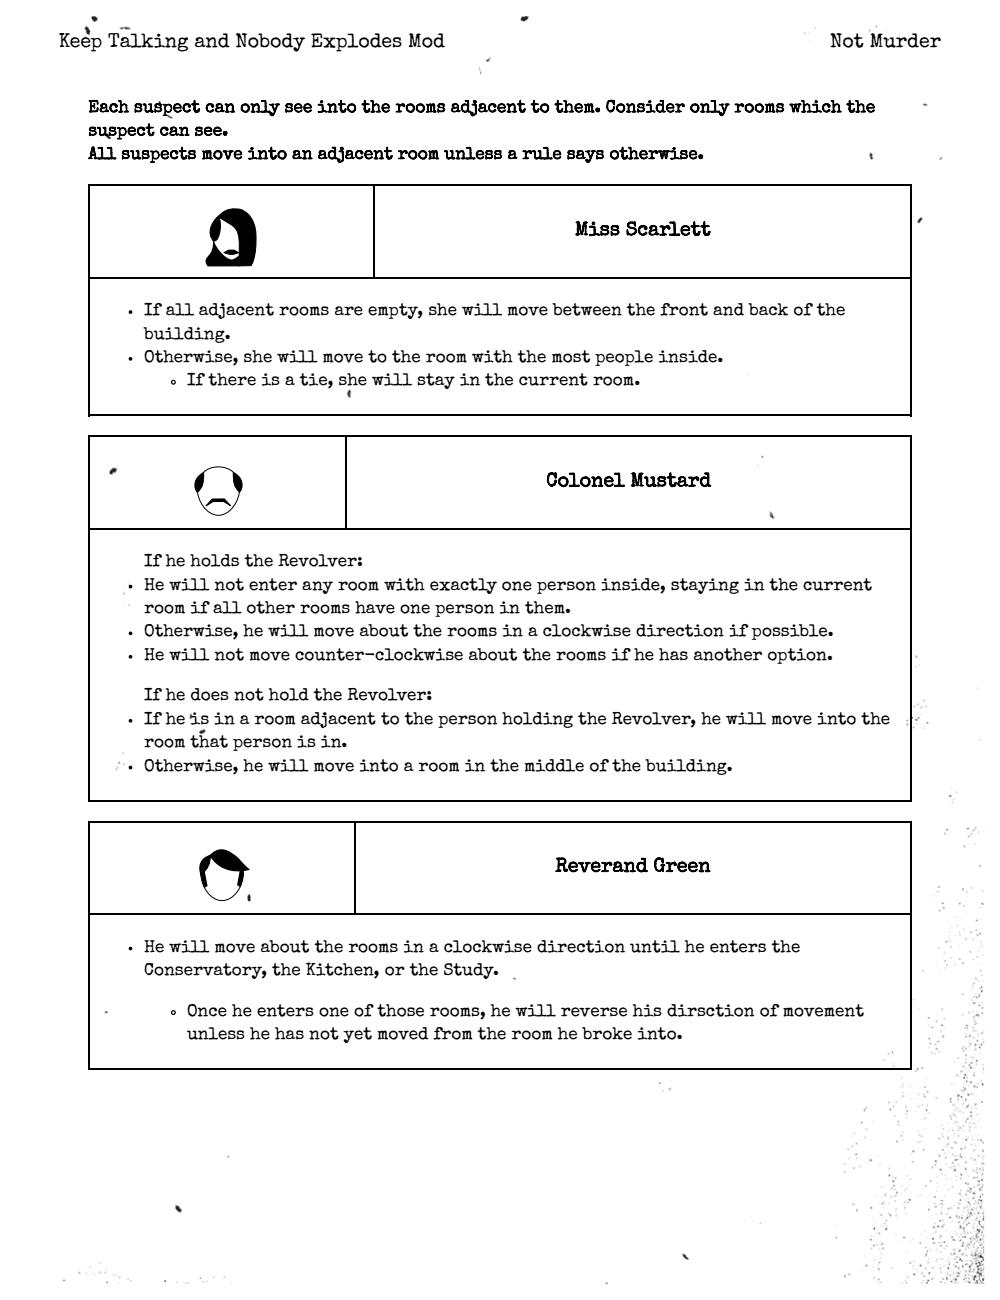 Keep Talking and Nobody Explodes Mod
Not Murder
Each suspect can only see into the rooms adjacent to them. Consider only rooms which the
suspect can see.
All suspects move into an adjacent room unless a rule says otherwise.
Miss Scarlett
• If all adjacent rooms are empty, she will move between the front and back of the
building.
• Otherwise, she will move to the room with the most people inside.
∘ If there is a tie, she will stay in the current room.
Colonel Mustard
If he holds the Revolver:
• He will not enter any room with exactly one person inside, staying in the current
room if all other rooms have one person in them.
• Otherwise, he will move about the rooms in a clockwise direction if possible.
• He will not move counter-clockwise about the rooms if he has another option.
If he does not hold the Revolver:
• If he is in a room adjacent to the person holding the Revolver, he will move into the
room that person is in.
• Otherwise, he will move into a room in the middle of the building.
Reverand Green
• He will move about the rooms in a clockwise direction until he enters the
Conservatory, the Kitchen, or the Study.
∘ Once he enters one of those rooms, he will reverse his dirsction of movement
unless he has not yet moved from the room he broke into.